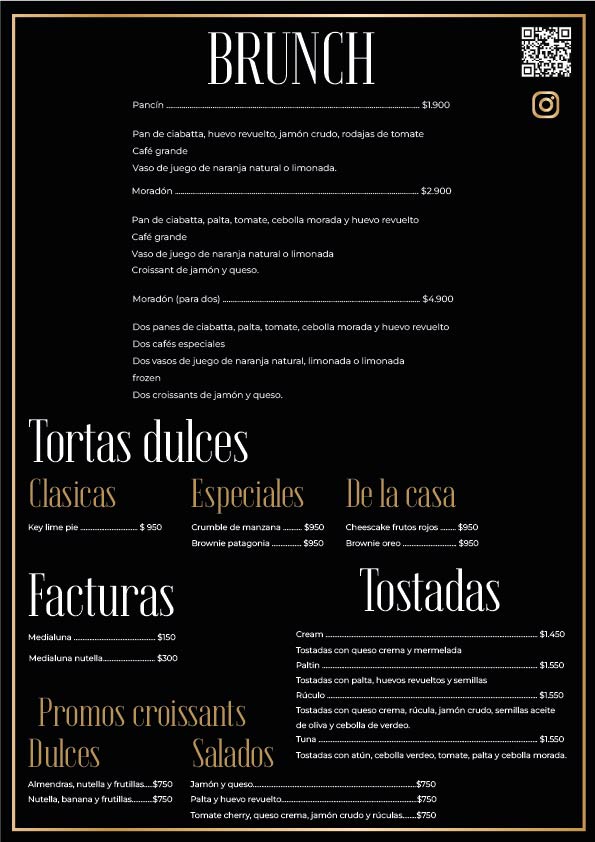 BRUNCH
Pancín ........ $1.900
Pan de ciabatta, huevo revuelto, jamón crudo, rodajas de tomate
Café grande
Vaso de juego de naranja natural o limonada.
Moradón ........ $2.900
Pan de ciabatta, palta, tomate, cebolla morada y huevo revuelto
Café grande
Vaso de juego de naranja natural o limonada
Croissant de jamón y queso.
Moradón (para dos) ........ $4.900
Dos panes de ciabatta, palta, tomate, cebolla morada y huevo revuelto
Dos cafés especiales
Dos vasos de juego de naranja natural, limonada o limonada
frozen
Dos croissants de jamón y queso.
Tortas dulces
Clasicas
Key lime pie ........ $ 950
Especiales
Crumble de manzana ........ $950
Brownie patagonia ........ $950
De la casa
Cheescake frutos rojos ........ $950
Brownie oreo ........ $950
Facturas
Medialuna ........ $150
Medialuna nutella........ $300
Tostadas
Cream ........ $1.450
Tostadas con queso crema y mermelada
Paltin ........ $1.550
Tostadas con palta, huevos revueltos y semillas
Rúculo ........ $1.550
Tostadas con queso crema, rúcula, jamón crudo, semillas aceite
de oliva y cebolla de verdeo.
Tuna ........ $1.550
Tostadas con atún, cebolla verdeo, tomate, palta y cebolla morada.
Promos croissants
Dulces
Almendras, nutella y frutillas....$750
Nutella, banana y frutillas........$750
Salados
Jamón y queso........$750
Palta y huevo revuelto........$750
Tomate cherry, queso crema, jamón crudo y rúculas......$750